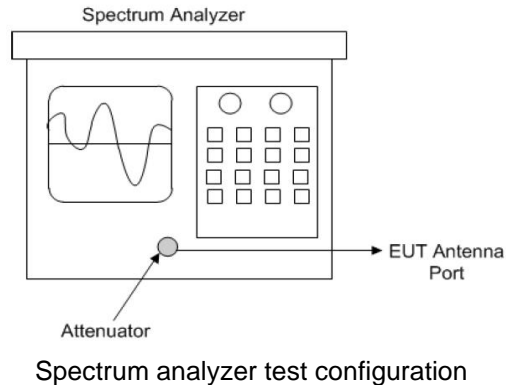 Spectrum Analyzer
EUT Antenna
Port
Attenuator
Spectrum analyzer test configuration